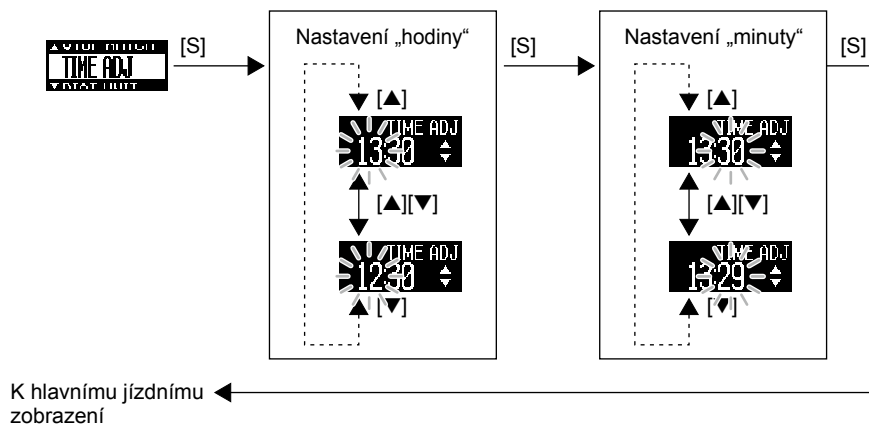 TIME ADJ
[S]
Nastavení „hodiny“
[▲]
TIME ADJ
13:30
[▲][▼]
TIME ADJ
12:30
[▼]
[S]
Nastavení „minuty“
[▲]
TIME ADJ
13:30
[▲][▼]
TIME ADJ
13:29
[▼]
[S]
K hlavnímu jízdnímu
zobrazení